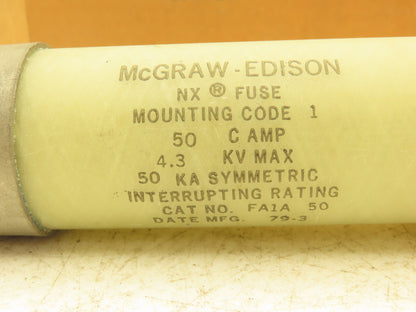 McGRAW-EDISON
NX ® FUSE
MOUNTING CODE 1
50 C AMP
4.3 KV MAX
50 KA SYMMETRIC
INTERRUPTING RATING
CAT NO. FA1A 50
DATE MFG. 79-3